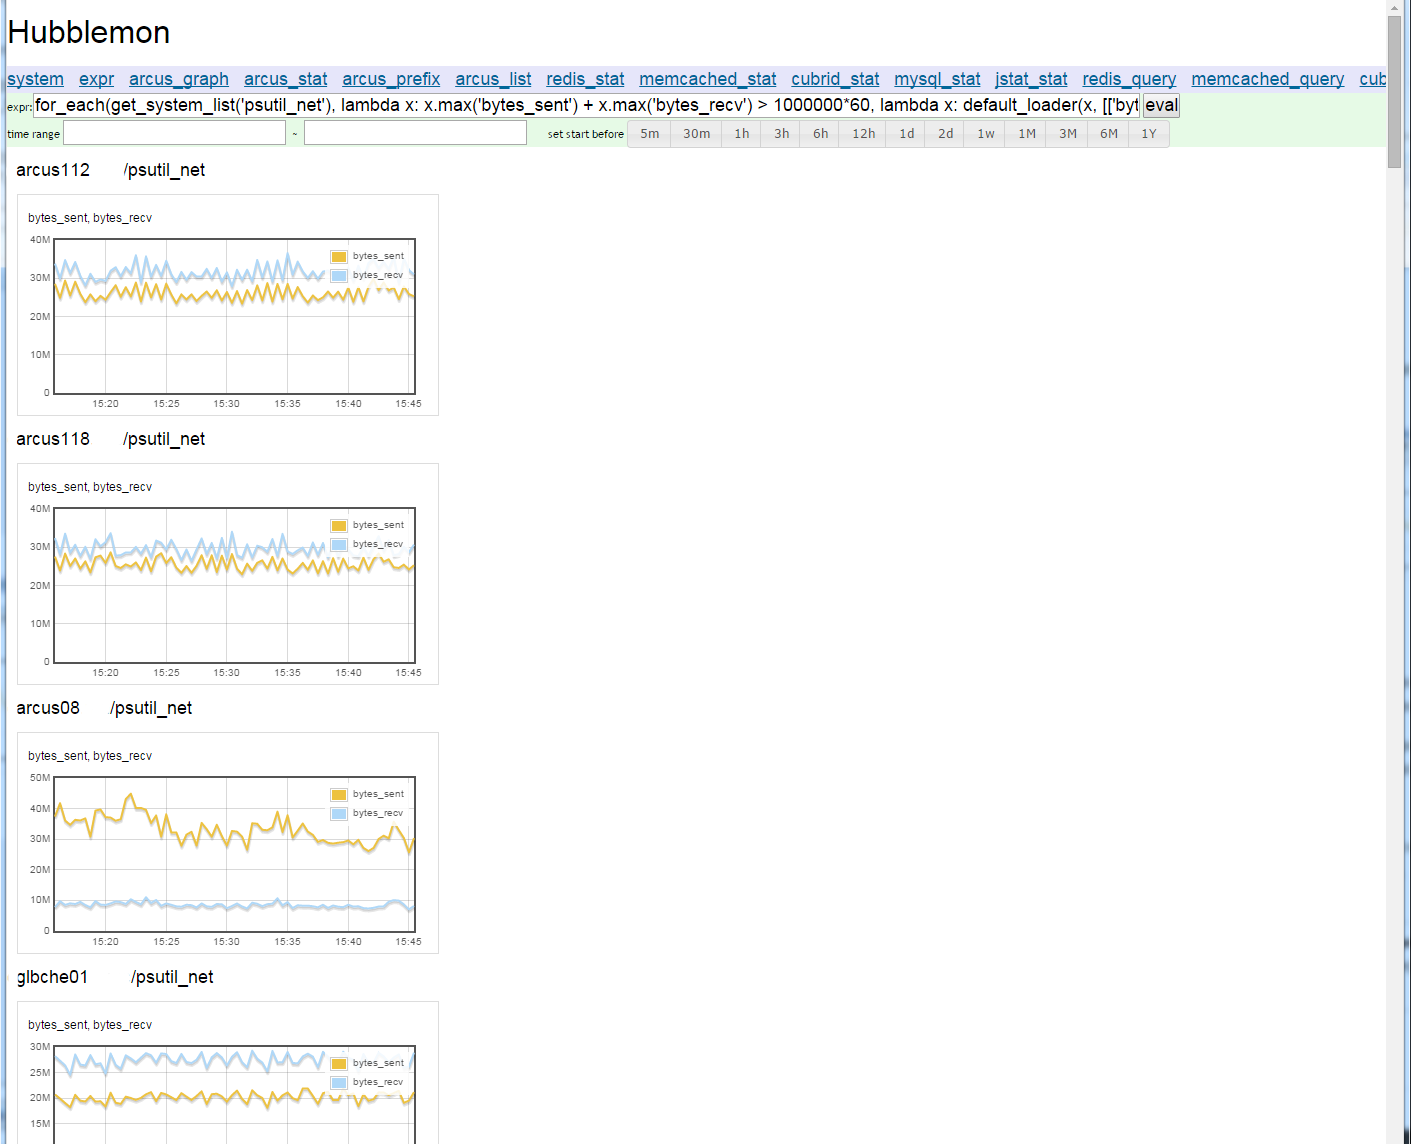 Hubblemon
system expr arcus_graph arcus_stat arcus_prefix arcus_list redis_stat memcached_stat cubrid_stat mysql_stat jstat_stat redis_query memcached_query cub
expr: for_each(get_system_list('psutil_net'), lambda x: x.max('bytes_sent') + x.max('bytes_recv') > 1000000*60, lambda x: default_loader(x, [['byt eval
time range ~ set start before 5m 30m 1h 3h 6h 12h 1d 2d 1w 1M 3M 6M 1Y
arcus112 /psutil_net
bytes_sent, bytes_recv
40M
bytes_sent
bytes_recv
30M
20M
10M
0
15:20 15:25 15:30 15:35 15:40 15:45
arcus118 /psutil_net
bytes_sent, bytes_recv
40M
bytes_sent
bytes_recv
30M
20M
10M
0
15:20 15:25 15:30 15:35 15:40 15:45
arcus08 /psutil_net
bytes_sent, bytes_recv
50M
bytes_sent
40M
bytes_recv
30M
20M
10M
0
15:20 15:25 15:30 15:35 15:40 15:45
glbche01 /psutil_net
bytes_sent, bytes_recv
30M
bytes_sent
25M
bytes_recv
20M
15M